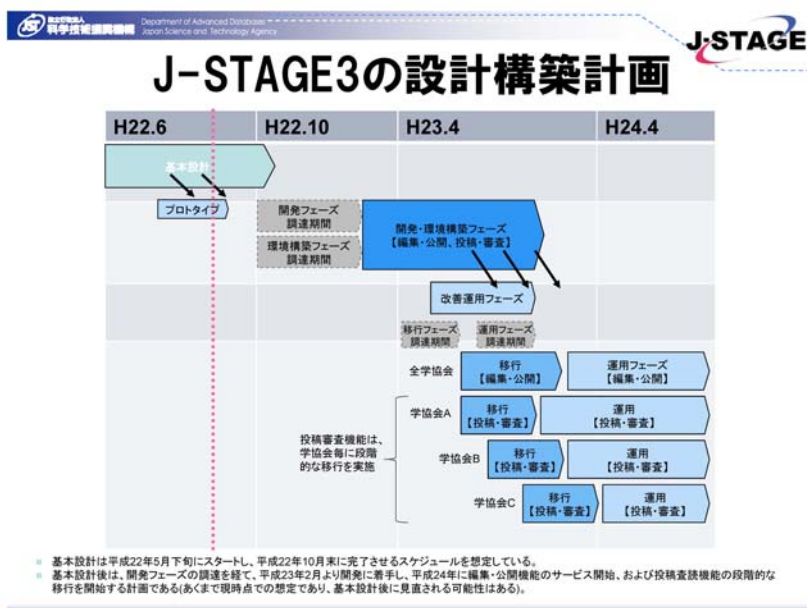 JST
独立行政法人
科学技術振興機構
Department of Advanced Databases
Japan Science and Technology Agency
J-STAGE
J-STAGE3の設計構築計画
H22.6 H22.10 H23.4 H24.4
基本設計
プロトタイプ
開発フェーズ
調達期間
環境構築フェーズ
調達期間
開発・環境構築フェーズ
【編集・公開、投稿・審査】
改善運用フェーズ
移行フェーズ
調達期間
運用フェーズ
調達期間
全学協会
移行
【編集・公開】
運用フェーズ
【編集・公開】
学協会A
移行
【投稿・審査】
運用
【投稿・審査】
投稿審査機能は、
学協会毎に段階
的な移行を実施
学協会B
移行
【投稿・審査】
運用
【投稿・審査】
学協会C
移行
【投稿・審査】
運用
【投稿・審査】
基本設計は平成22年5月下旬にスタートし、平成22年10月末に完了させるスケジュールを想定している。
基本設計後は、開発フェーズの調達を経て、平成23年2月より開発に着手し、平成24年に編集・公開機能のサービス開始、および投稿査読機能の段階的な
移行を開始する計画である(あくまで現時点での想定であり、基本設計後に見直される可能性はある)。